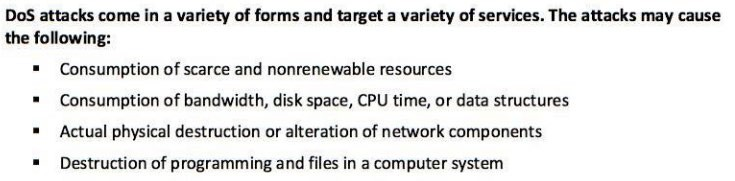 DoS attacks come in a variety of forms and target a variety of services. The attacks may cause
the following:
▪ Consumption of scarce and nonrenewable resources
▪ Consumption of bandwidth, disk space, CPU time, or data structures
▪ Actual physical destruction or alteration of network components
▪ Destruction of programming and files in a computer system